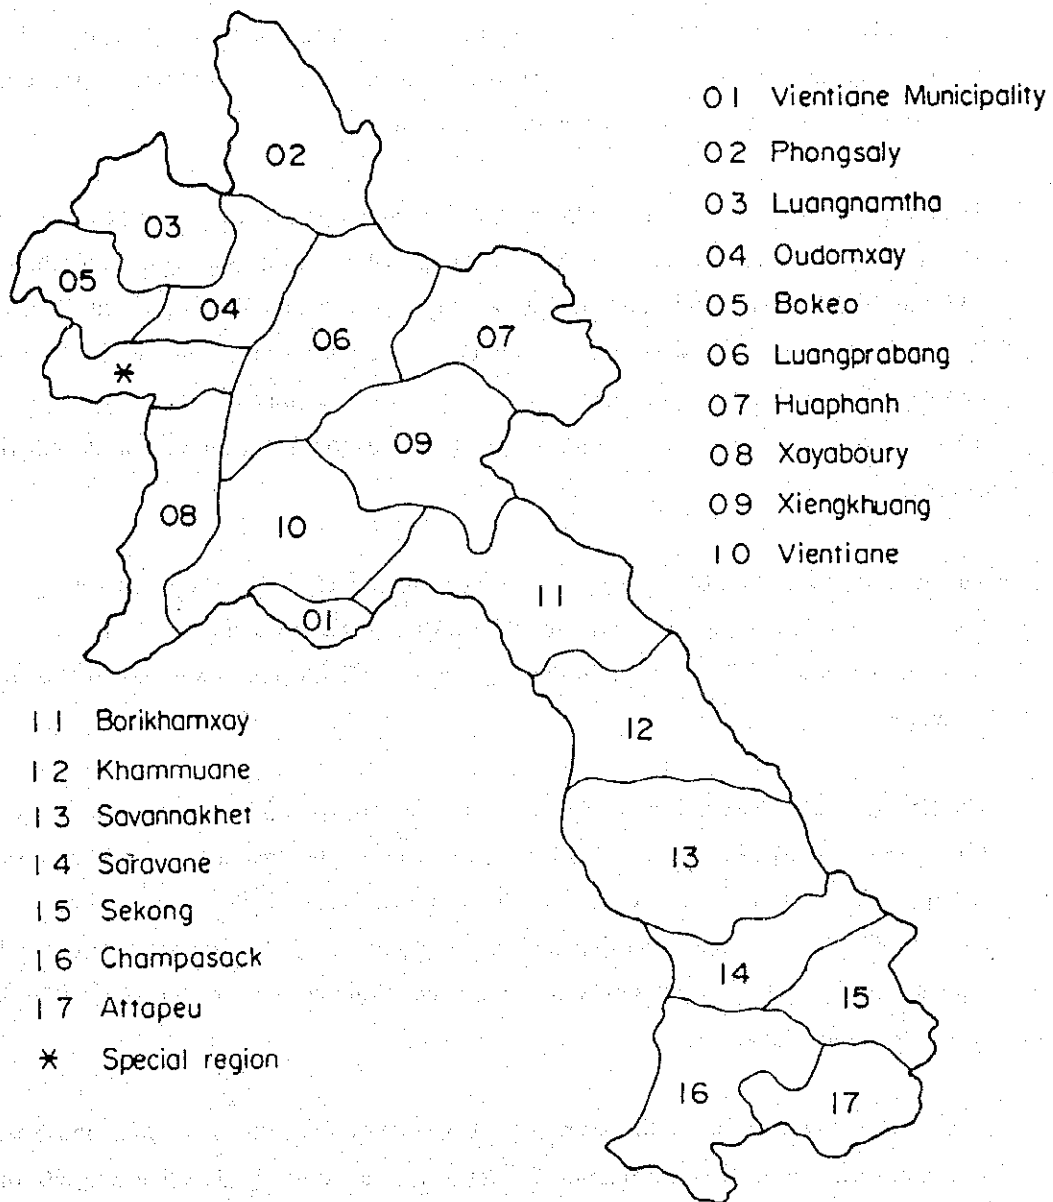 01 Vientiane Municipality
02 Phongsaly
03 Luangnamtha
04 Oudomxay
05 Bokeo
06 Luangprabang
07 Huaphanh
08 Xayaboury
09 Xiengkhuang
10 Vientiane
02
03
05
04
06
07
*
09
08
10
01
11
12
13
14
15
16
17
11 Borikhamxay
12 Khammuane
13 Savannakhet
14 Saravane
15 Sekong
16 Champasack
17 Attapeu
* Special region